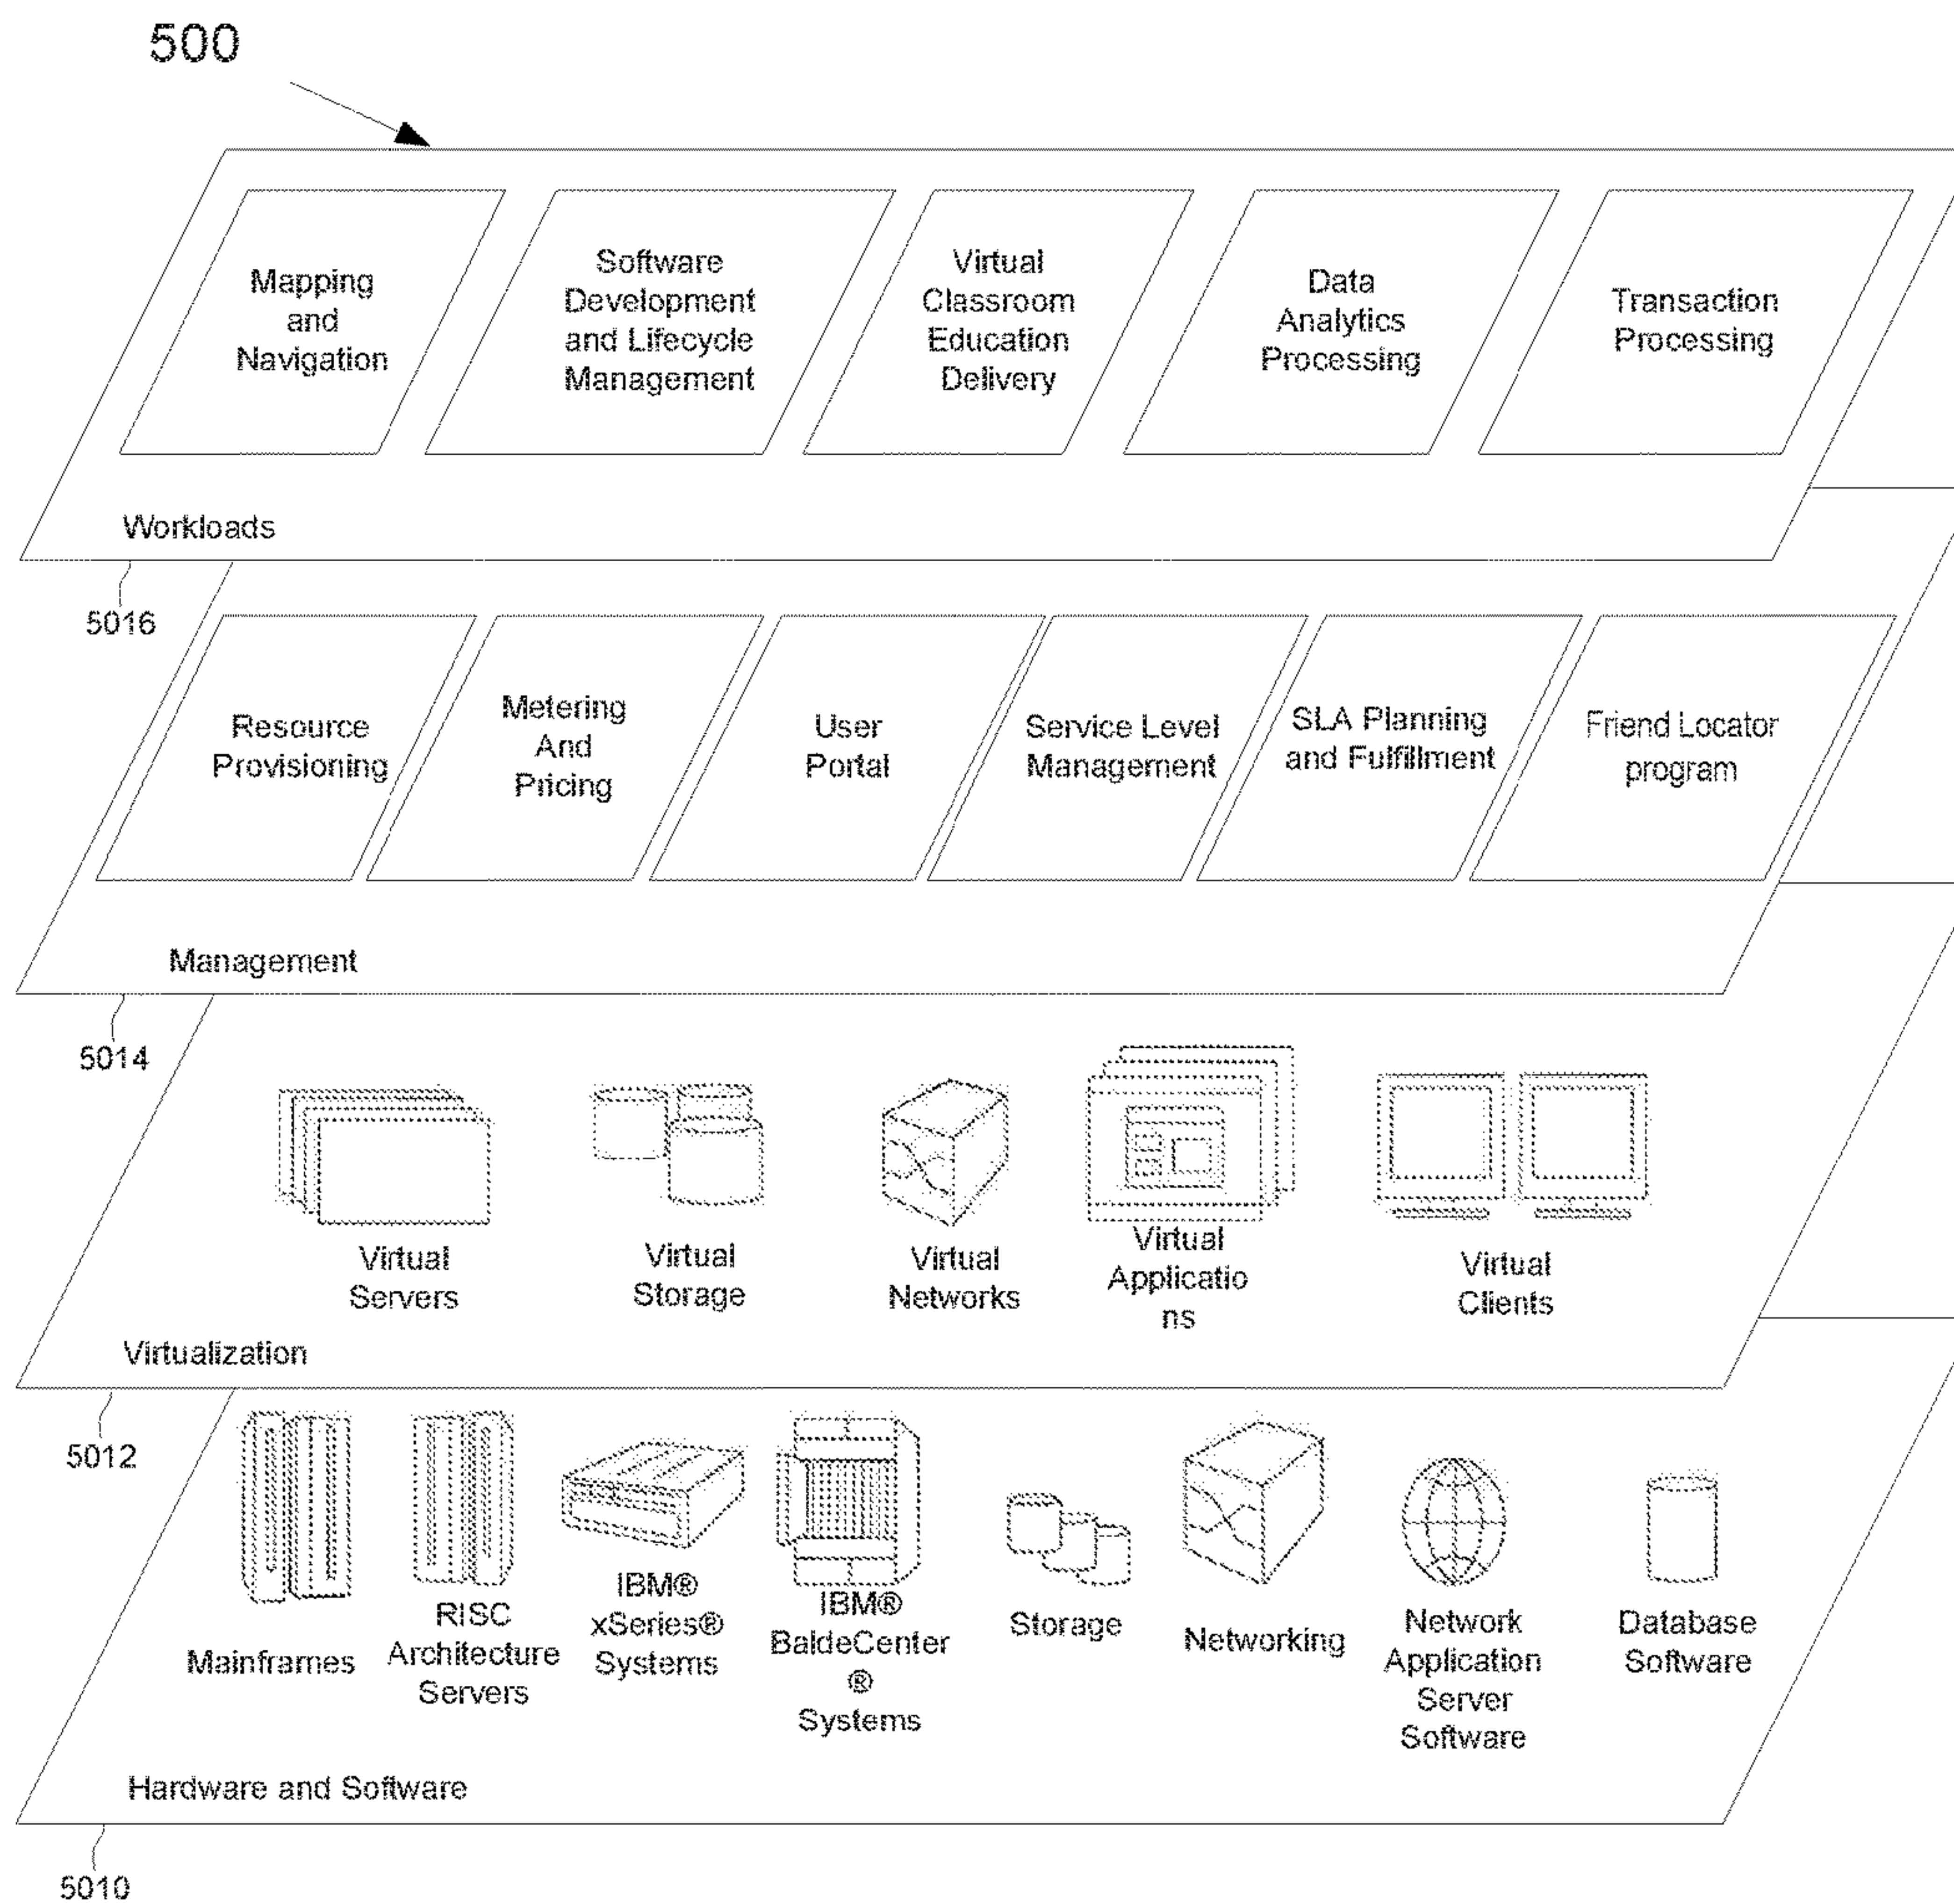 500
Mapping
and
Navigation
Software
Development
and Lifecycle
Management
Virtual
Classroom
Education
Delivery
Data
Analytics
Processing
Transaction
Processing
Workloads
5016
Resource
Provisioning
Metering
And
Pricing
User
Portal
Service Level
Management
SLA Planning
and Fulfillment
Friend Locator
program
Management
5014
Virtual
Servers
Virtual
Storage
Virtual
Networks
Virtual
Applicatio
ns
Virtual
Clients
Virtualization
5012
Mainframes
RISC
Architecture
Servers
IBM®
xSeries®
Systems
IBM®
BaldeCenter
®
Systems
Storage
Networking
Network
Application
Server
Software
Database
Software
Hardware and Software
5010